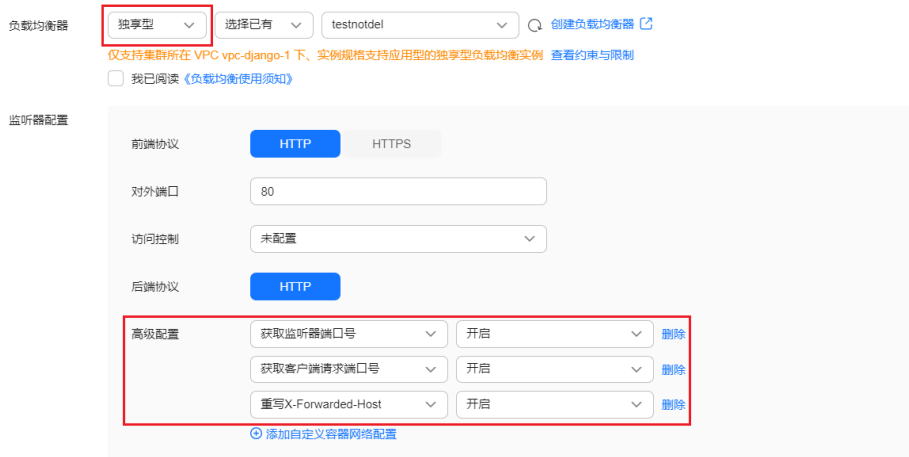 负载均衡器 独享型 选择已有 testnotdel 创建负载均衡器
仅支持集群所在 VPC vpc-django-1 下、实例规格支持应用型的独享型负载均衡实例 查看约束与限制
我已阅读《负载均衡使用须知》
监听器配置
前端协议 HTTP HTTPS
对外端口 80
访问控制 未配置
后端协议 HTTP
高级配置 获取监听器端口号 开启 删除
获取客户端请求端口号 开启 删除
重写X-Forwarded-Host 开启 删除
添加自定义容器网络配置